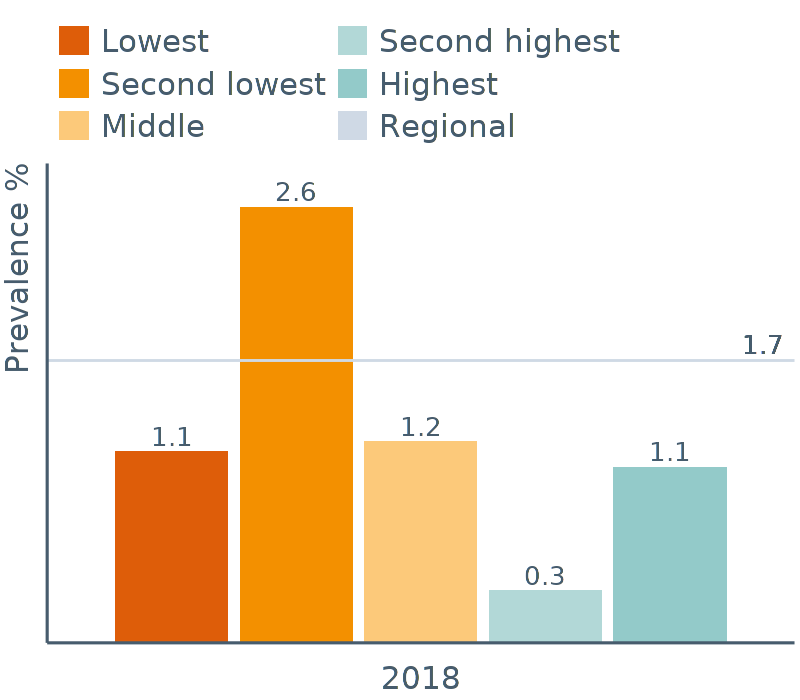 Lowest
Second lowest
Middle
Second highest
Highest
Regional
Prevalence %
2.6
1.7
1.1
1.2
1.1
0.3
2018